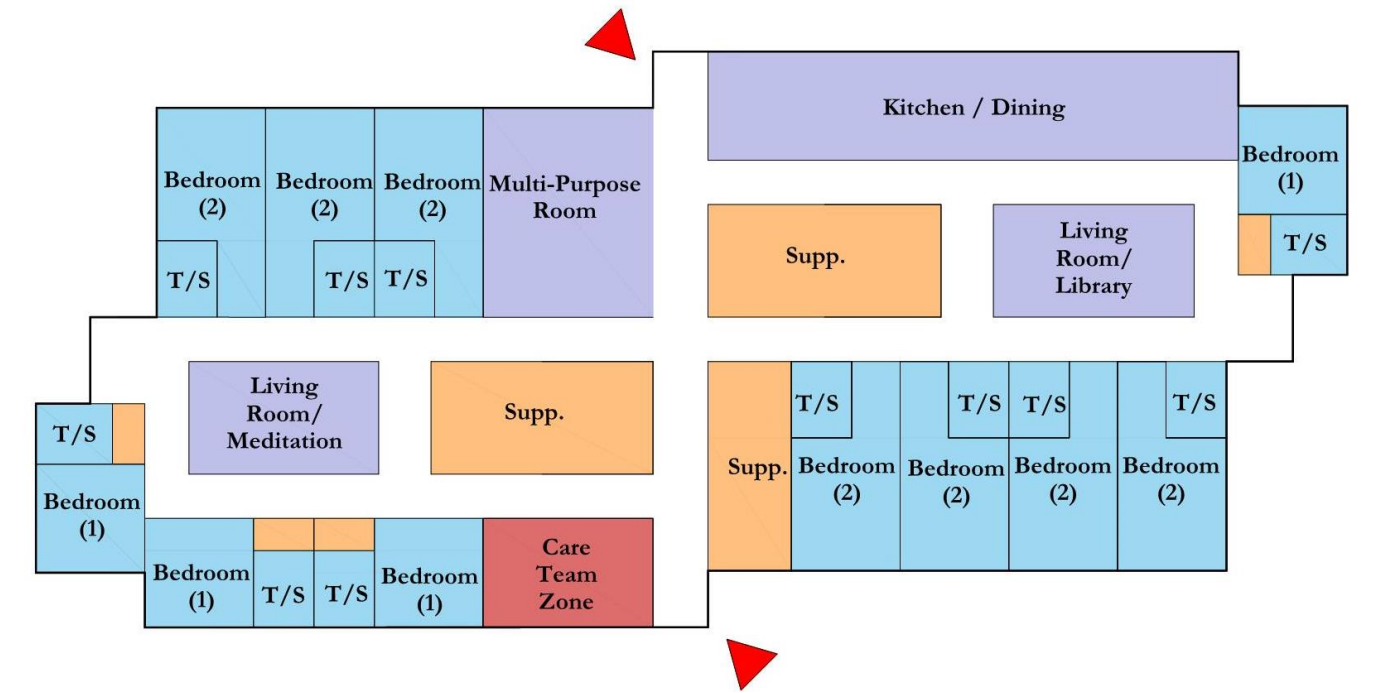 Kitchen / Dining
Bedroom
(1)
T/S
Bedroom
(2)
Bedroom
(2)
Bedroom
(2)
Multi-Purpose
Room
T/S
T/S
T/S
Supp.
Living
Room/
Library
Living
Room/
Meditation
Supp.
T/S
Bedroom
(1)
Bedroom
(1)
T/S
T/S
Bedroom
(1)
Care
Team
Zone
Supp.
T/S
T/S
T/S
T/S
Bedroom
(2)
Bedroom
(2)
Bedroom
(2)
Bedroom
(2)